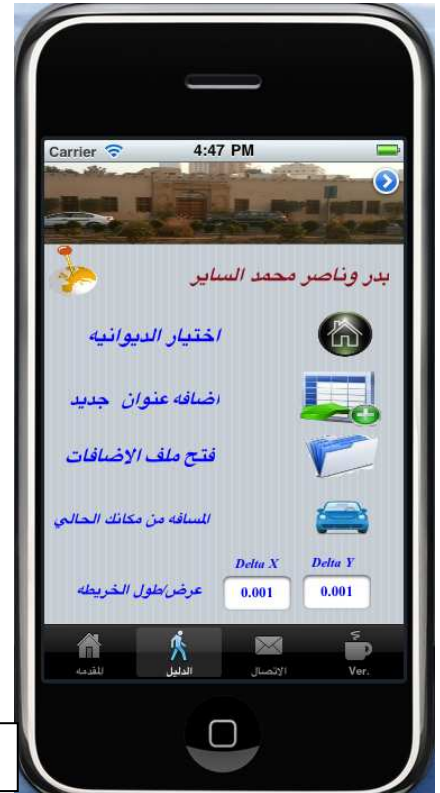 Carrier 4:47 PM
بدر وناصر محمد الساير
اختيار الديوانيه
اضافه عنوان جديد
فتح ملف الاضافات
المسافه من مكانك الحالي
Delta X Delta Y
عرض/طول الخريطه 0.001 0.001
المقدمه الدليل الاتصال Ver.